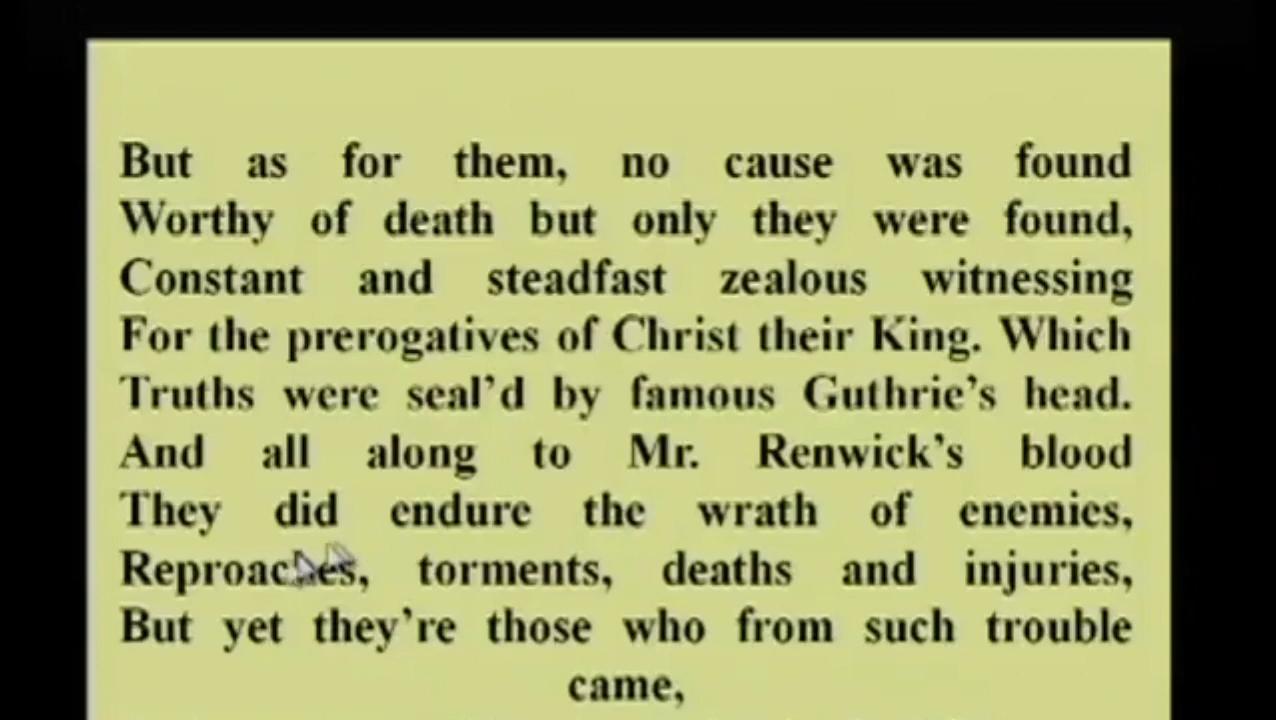 But as for them, no cause was found
Worthy of death but only they were found,
Constant and steadfast zealous witnessing
For the prerogatives of Christ their King. Which
Truths were seal'd by famous Guthrie's head.
And all along to Mr. Renwick's blood
They did endure the wrath of enemies,
Reproaches, torments, deaths and injuries,
But yet they're those who from such trouble
came,